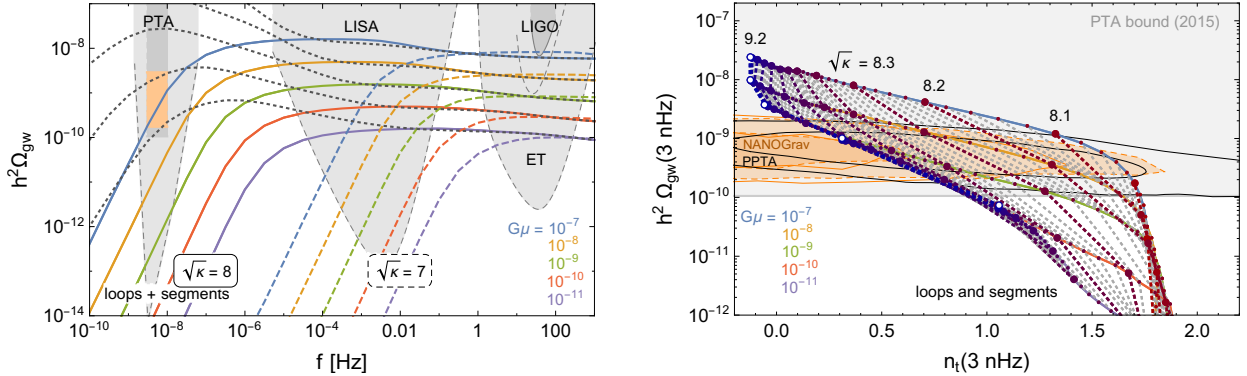 PTA
LISA
LIGO
ET
Gμ = 10⁻⁷
10⁻⁸
10⁻⁹
10⁻¹⁰
10⁻¹¹
√κ = 8
√κ = 7
loops + segments
10⁻⁸
10⁻¹⁰
10⁻¹²
10⁻¹⁴
h²Ωgw
10⁻¹⁰ 10⁻⁸ 10⁻⁶ 10⁻⁴ 0.01 1 100
f [Hz]
PTA bound (2015)
9.2
√κ = 8.3
8.2
8.1
NANOGrav
PPTA
Gμ = 10⁻⁷
10⁻⁸
10⁻⁹
10⁻¹⁰
10⁻¹¹
loops and segments
10⁻⁷
10⁻⁸
10⁻⁹
10⁻¹⁰
10⁻¹¹
10⁻¹²
h² Ωgw(3 nHz)
0.0 0.5 1.0 1.5 2.0
nt(3 nHz)